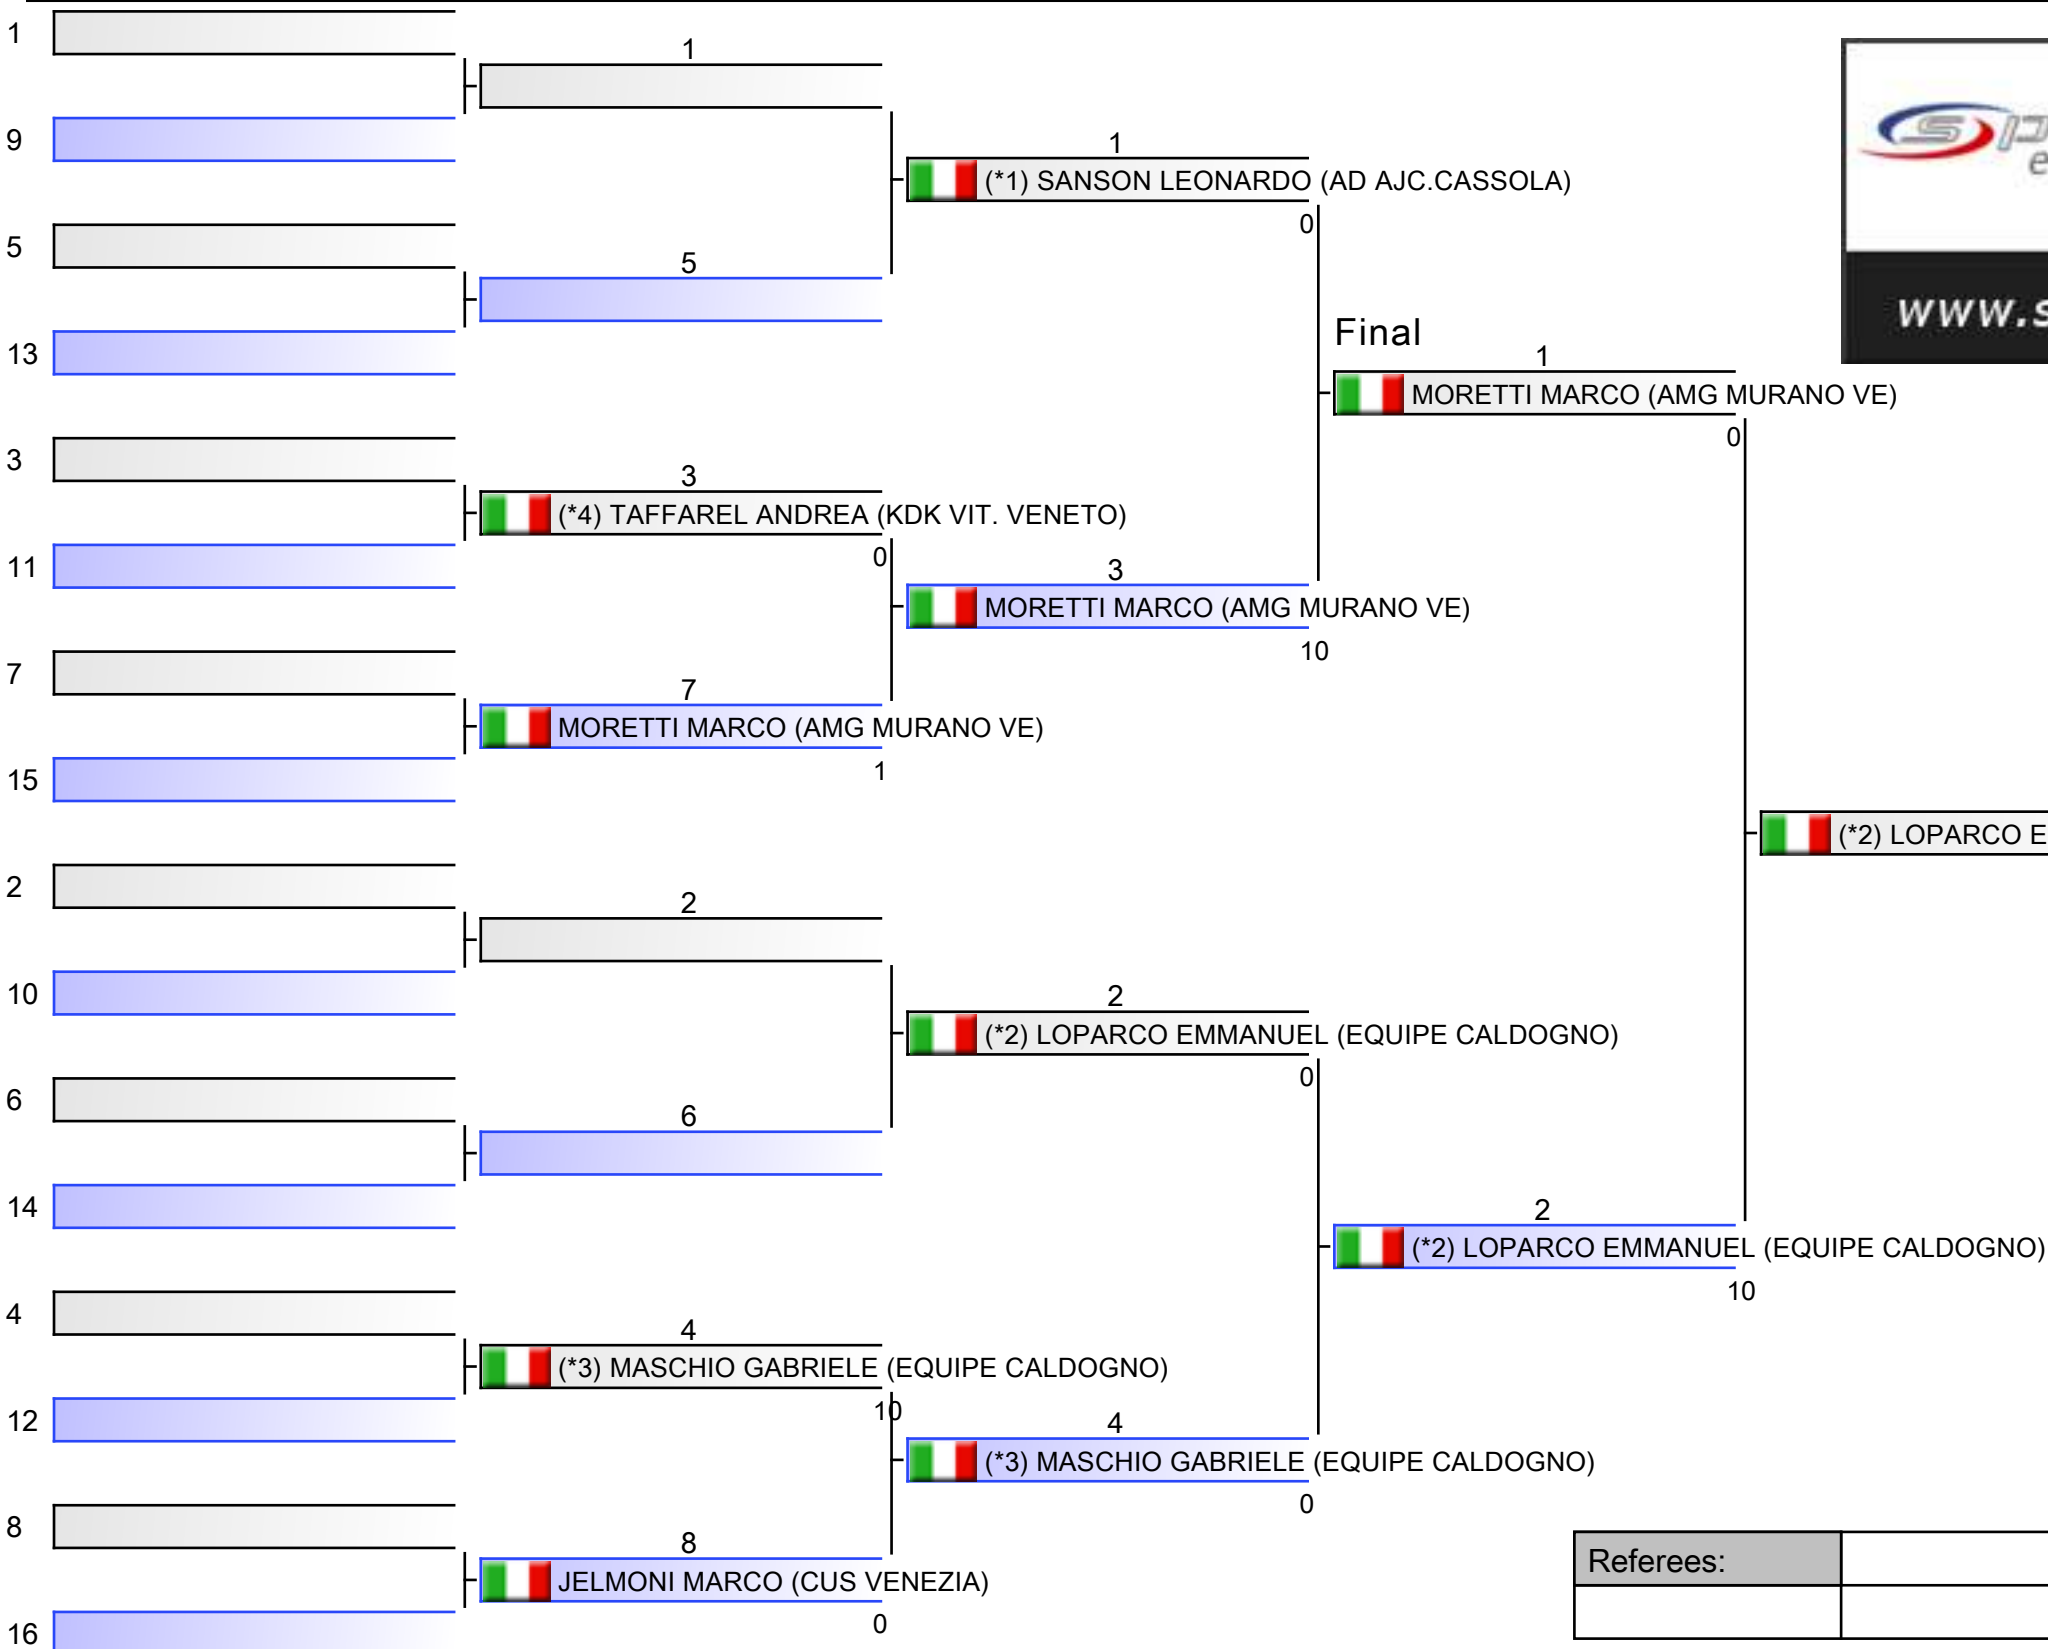 1
1
9
1
(*1) SANSON LEONARDO (AD AJC.CASSOLA)
0
5
5
13
Final
1
MORETTI MARCO (AMG MURANO VE)
0
3
3
(*4) TAFFAREL ANDREA (KDK VIT. VENETO)
0
11
3
MORETTI MARCO (AMG MURANO VE)
10
7
7
MORETTI MARCO (AMG MURANO VE)
1
15
(*2) LOPARCO E
2
2
10
2
(*2) LOPARCO EMMANUEL (EQUIPE CALDOGNO)
0
6
6
14
2
(*2) LOPARCO EMMANUEL (EQUIPE CALDOGNO)
10
4
4
(*3) MASCHIO GABRIELE (EQUIPE CALDOGNO)
10
12
4
(*3) MASCHIO GABRIELE (EQUIPE CALDOGNO)
0
8
8
JELMONI MARCO (CUS VENEZIA)
0
16
Referees:
www.s